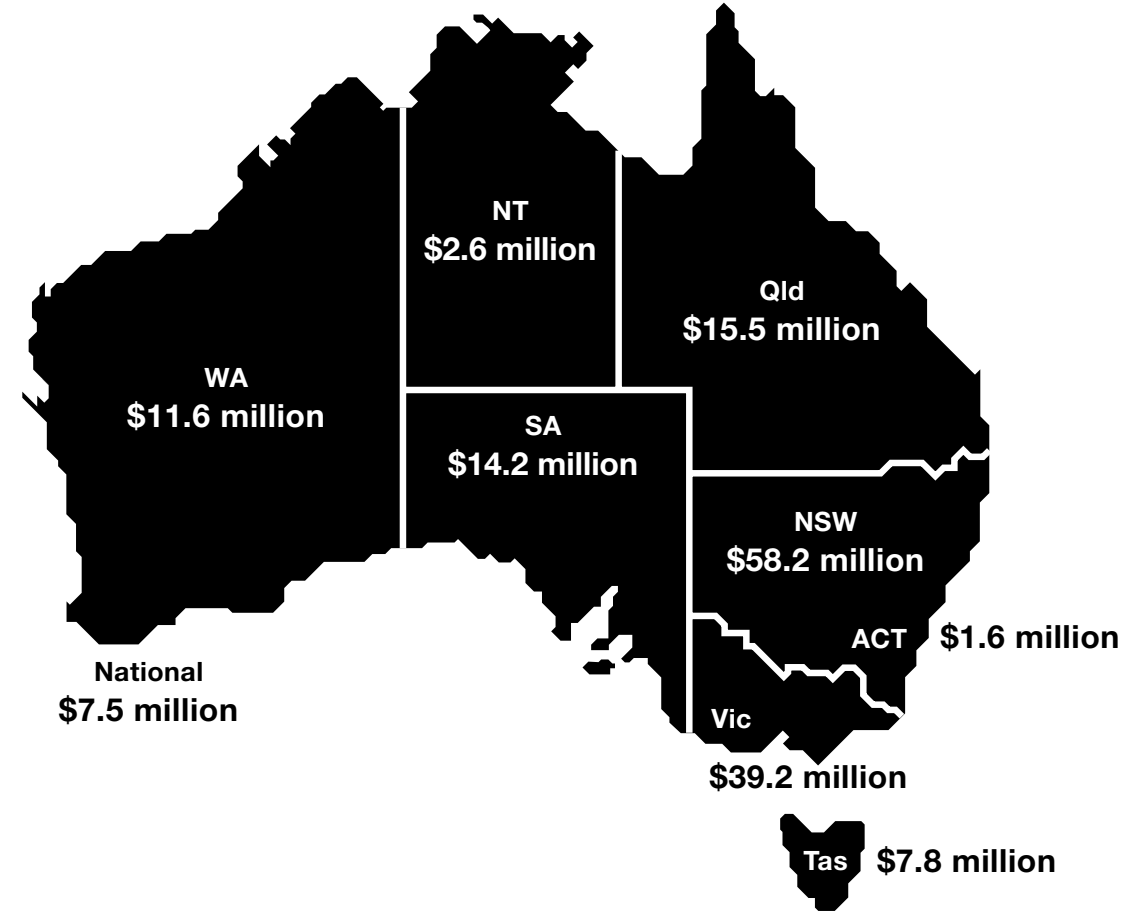 NT
$2.6 million
Qld
$15.5 million
WA
$11.6 million
SA
$14.2 million
NSW
$58.2 million
ACT $1.6 million
National
$7.5 million
Vic
$39.2 million
Tas $7.8 million